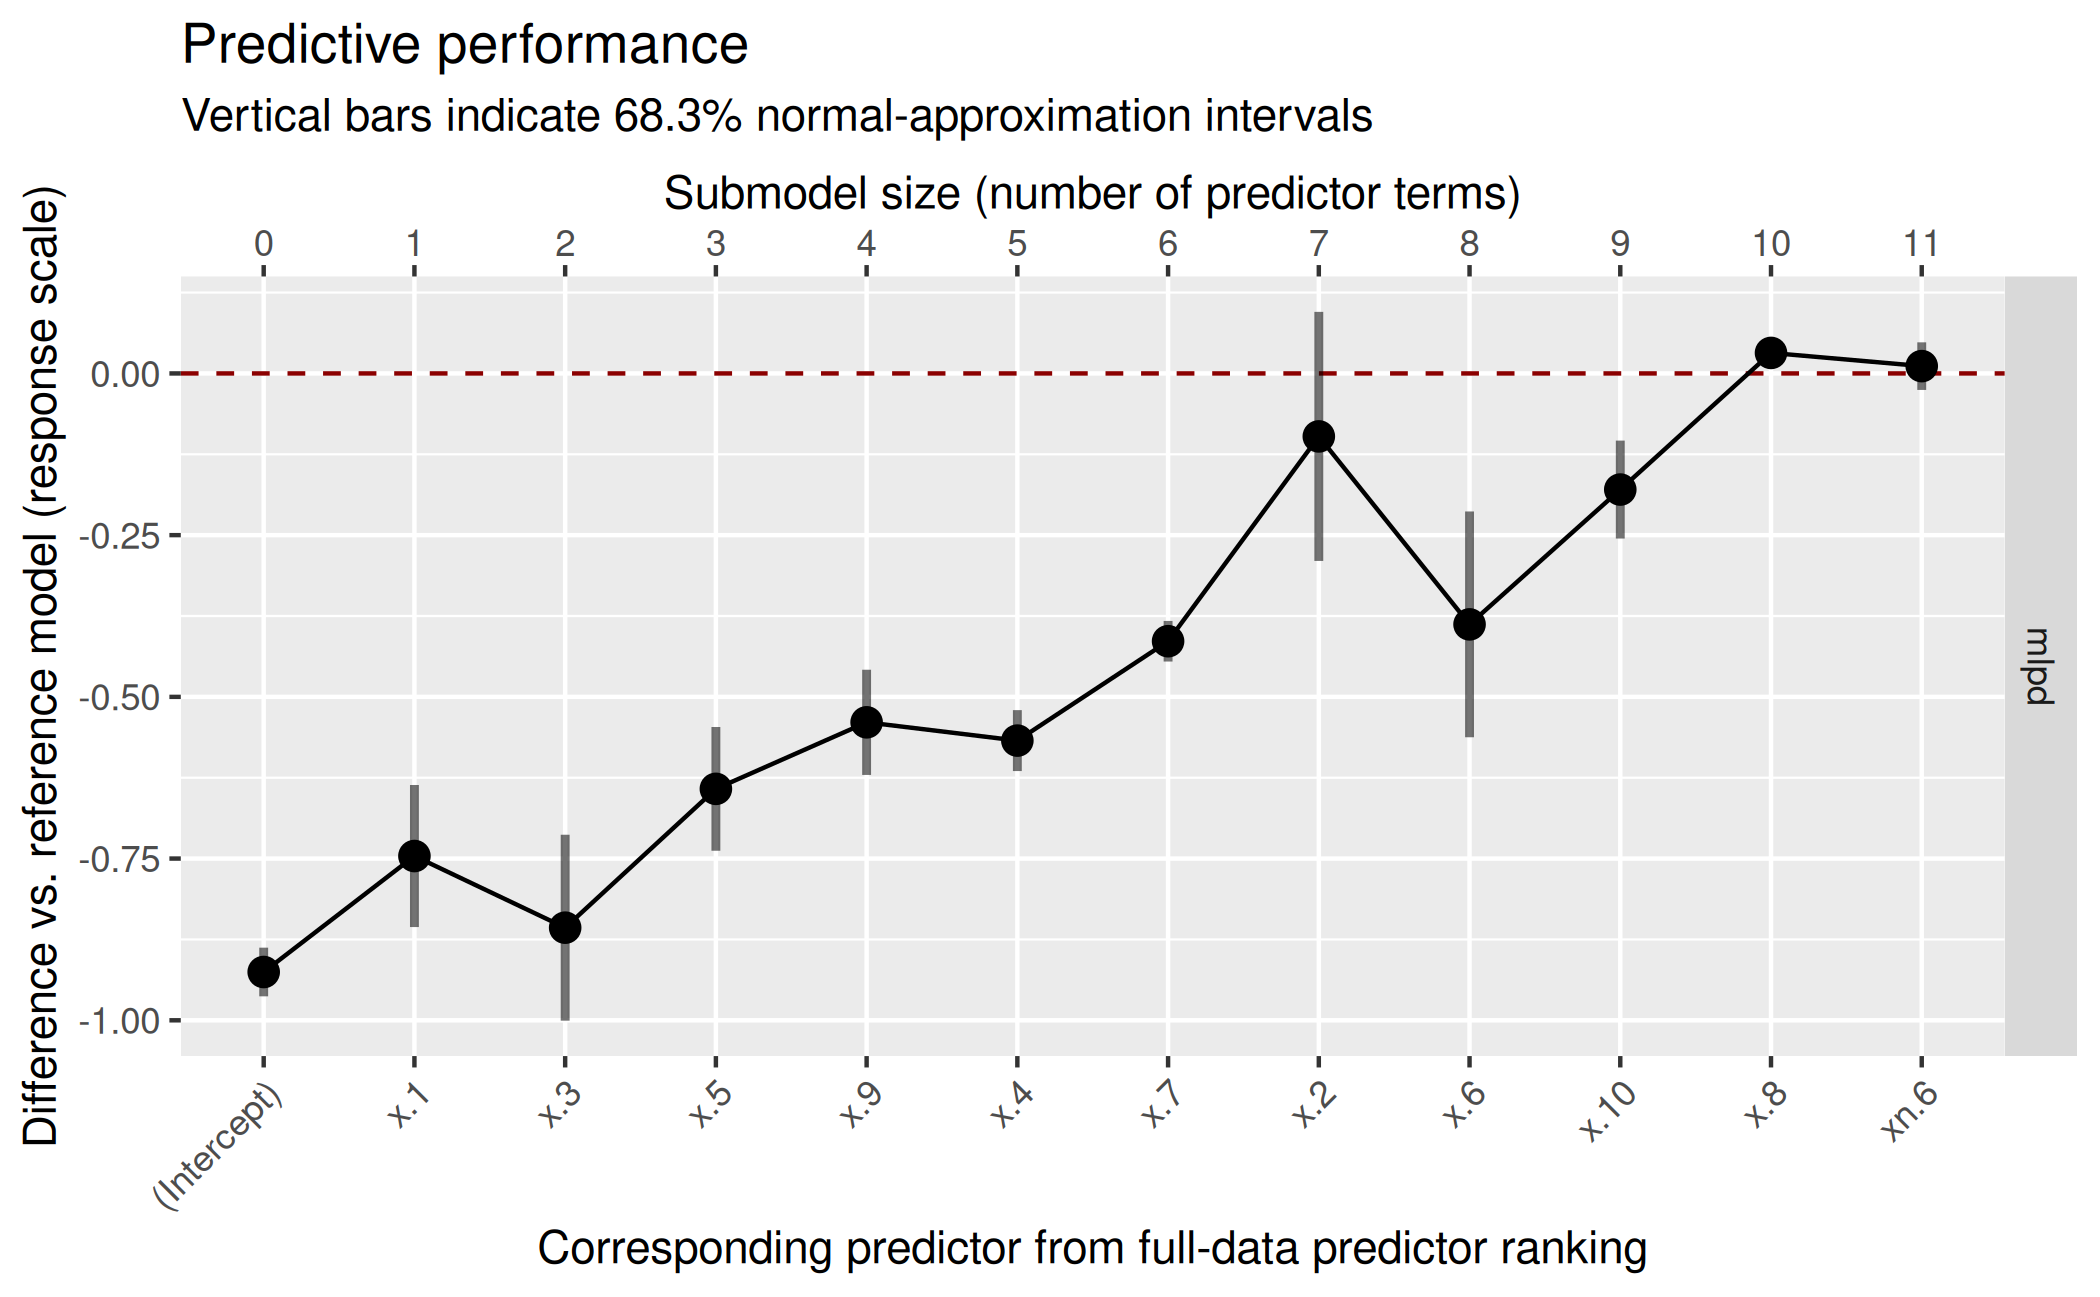 Predictive performance
Vertical bars indicate 68.3% normal-approximation intervals
Submodel size (number of predictor terms)
0 1 2 3 4 5 6 7 8 9 10 11
Difference vs. reference model (response scale)
0.00
-0.25
-0.50
-0.75
-1.00
mlpd
(Intercept) x.1 x.3 x.5 x.9 x.4 x.7 x.2 x.6 x.10 x.8 xn.6
Corresponding predictor from full-data predictor ranking